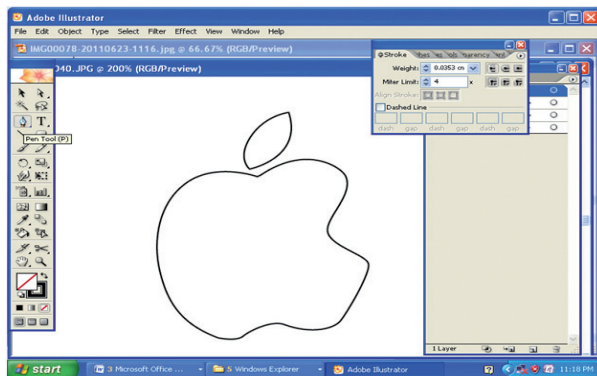 Adobe Illustrator
File Edit Object Type Select Filter Effect View Window Help
IMG00078-20110623-1116.jpg @ 66.67% (RGB/Preview)
040.JPG @ 200% (RGB/Preview)
Stroke
Weight: 0.0353 cm
Miter Limit: 4 x
Align Stroke:
Dashed Line
dash gap dash gap dash gap
T
Pen Tool (P)
1 Layer
start 3 Microsoft Office ... 5 Windows Explorer Adobe Illustrator 11:18 PM